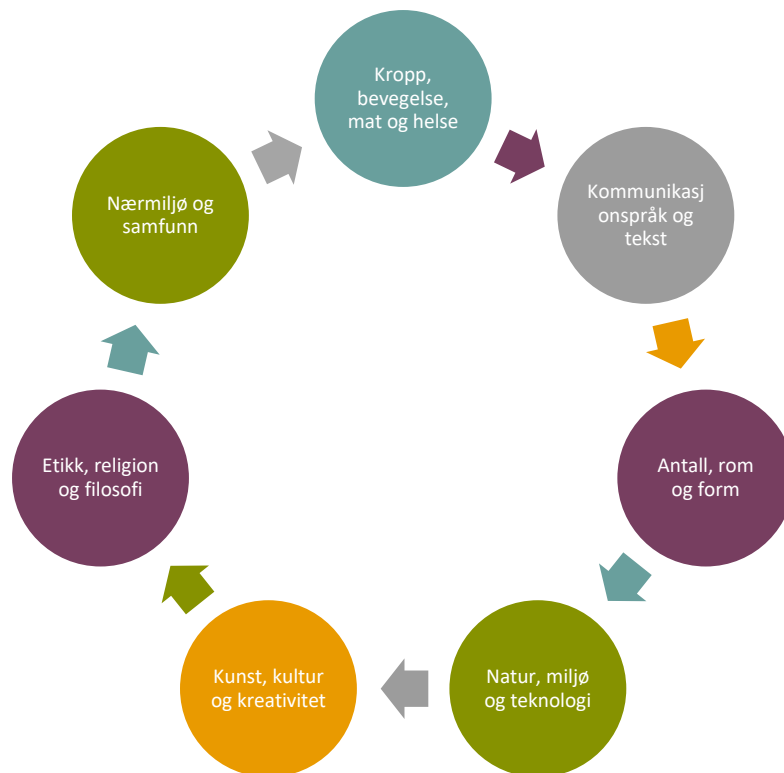 Kropp,
bevegelse,
mat og helse
Kommunikasj
onspråk og
tekst
Antall, rom
og form
Natur, miljø
og teknologi
Kunst, kultur
og kreativitet
Etikk, religion
og filosofi
Nærmiljø og
samfunn